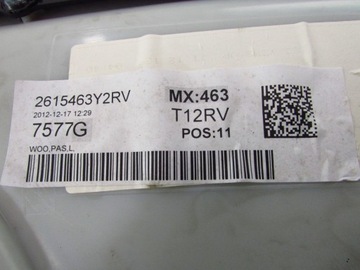 2615463Y2RV
2012-12-17 12:29
7577G
WOO,PAS.L.
MX:463
T12RV
POS:11